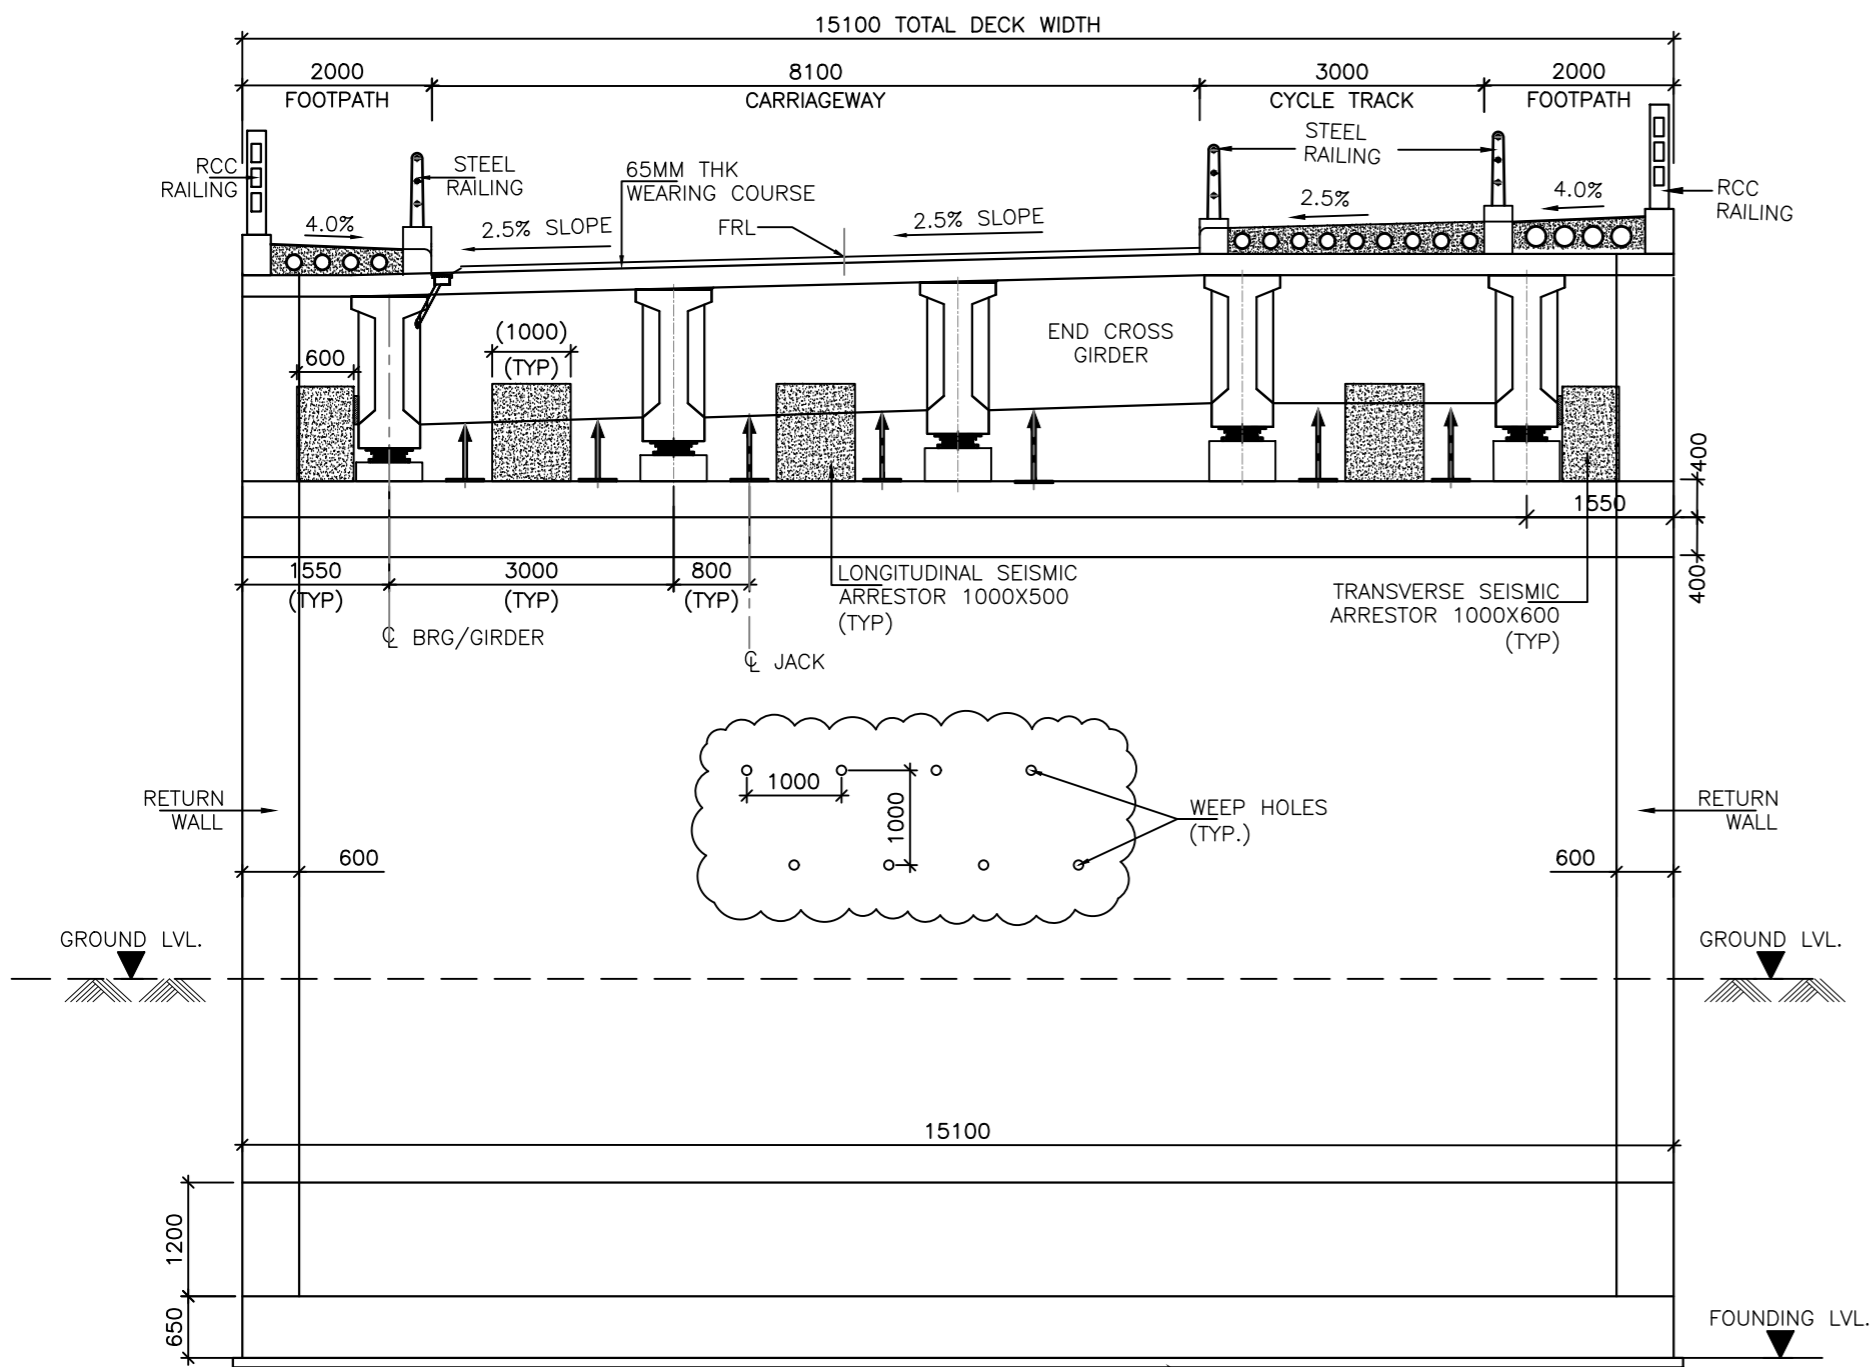 15100 TOTAL DECK WIDTH
2000
FOOTPATH
8100
CARRIAGEWAY
3000
CYCLE TRACK
2000
FOOTPATH
RCC
RAILING
STEEL
RAILING
65MM THK
WEARING COURSE
STEEL
RAILING
RCC
RAILING
4.0%
2.5% SLOPE
FRL
2.5% SLOPE
2.5%
4.0%
600
(1000)
(TYP)
END CROSS
GIRDER
400
1550
400
1550
(TYP)
3000
(TYP)
800
(TYP)
LONGITUDINAL SEISMIC
ARRESTOR 1000X500
(TYP)
TRANSVERSE SEISMIC
ARRESTOR 1000X600
(TYP)
℄ BRG/GIRDER
℄ JACK
1000
1000
WEEP HOLES
(TYP.)
RETURN
WALL
RETURN
WALL
600
600
GROUND LVL.
GROUND LVL.
15100
1200
650
FOUNDING LVL.